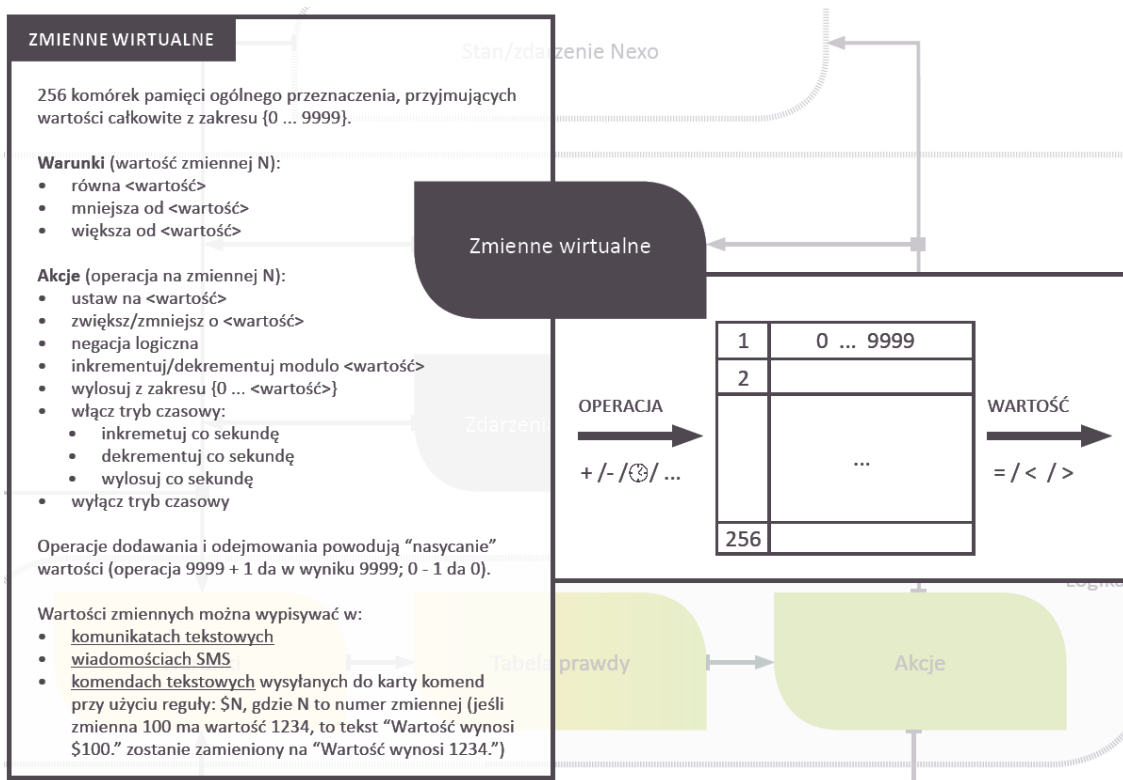 ZMIENNE WIRTUALNE
256 komórek pamięci ogólnego przeznaczenia, przyjmujących
wartości całkowite z zakresu {0 ... 9999}.
Warunki (wartość zmiennej N):
• równa <wartość>
• mniejsza od <wartość>
• większa od <wartość>
Akcje (operacja na zmiennej N):
• ustaw na <wartość>
• zwiększ/zmniejsz o <wartość>
• negacja logiczna
• inkrementuj/dekrementuj modulo <wartość>
• wylosuj z zakresu {0 ... <wartość>}
• włącz tryb czasowy:
• inkremetuj co sekundę
• dekrementuj co sekundę
• wylosuj co sekundę
• wyłącz tryb czasowy
Operacje dodawania i odejmowania powodują “nasycanie”
wartości (operacja 9999 + 1 da w wyniku 9999; 0 - 1 da 0).
Wartości zmiennych można wypisywać w:
• komunikatach tekstowych
• wiadomościach SMS
• komendach tekstowych wysyłanych do karty komend
przy użyciu reguły: $N, gdzie N to numer zmiennej (jeśli
zmienna 100 ma wartość 1234, to tekst “Wartość wynosi
$100.” zostanie zamieniony na “Wartość wynosi 1234.”)
Stan/zdarzenie Nexo
Zmienne wirtualne
Zdarzenia
OPERACJA
+ /- / / ...
1 0 ... 9999
2
...
256
WARTOŚĆ
= / < / >
Tabela prawdy
Akcje